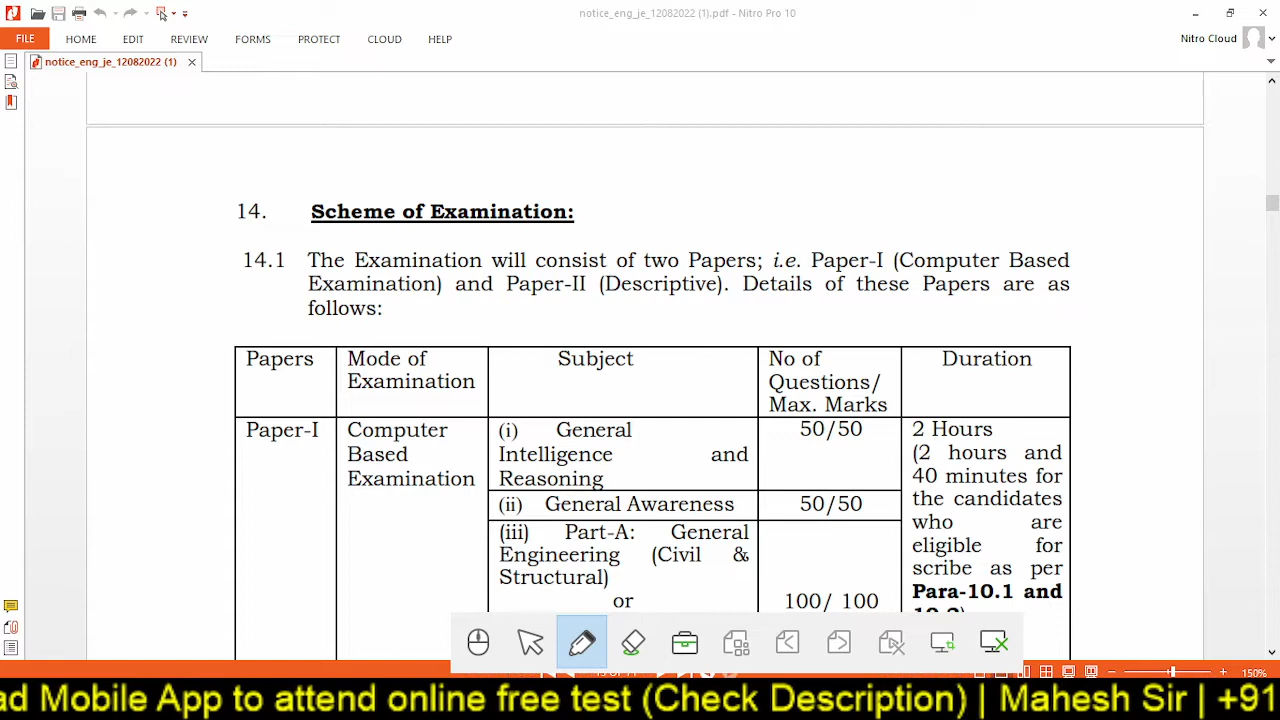 notice_eng_je_12082022 (1).pdf - Nitro Pro 10
FILE HOME EDIT REVIEW FORMS PROTECT CLOUD HELP
Nitro Cloud
notice_eng_je_12082022 (1)
14. Scheme of Examination:
14.1 The Examination will consist of two Papers; i.e. Paper-I (Computer Based
Examination) and Paper-II (Descriptive). Details of these Papers are as
follows:
Papers
Mode of
Examination
Subject
No of
Questions/
Max. Marks
Duration
Paper-I
Computer
Based
Examination
(i) General
Intelligence and
Reasoning
50/50
(ii) General Awareness
50/50
(iii) Part-A: General
Engineering (Civil &
Structural)
or
100/ 100
2 Hours
(2 hours and
40 minutes for
the candidates
who are
eligible for
scribe as per
Para-10.1 and
150%
ad Mobile App to attend online free test (Check Description) | Mahesh Sir | +91